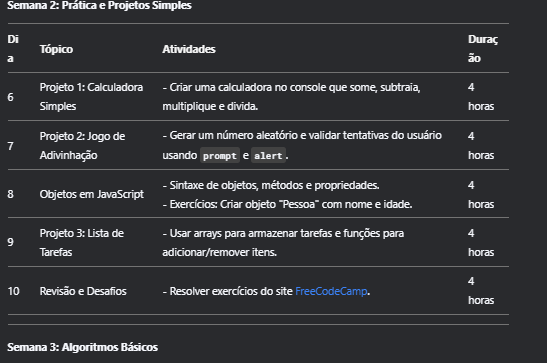 Semana 2: Prática e Projetos Simples
Di
a
Tópico
Atividades
Duraç
ão
6
Projeto 1: Calculadora
Simples
- Criar uma calculadora no console que some, subtraia,
multiplique e divida.
4
horas
7
Projeto 2: Jogo de
Adivinhação
- Gerar um número aleatório e validar tentativas do usuário
usando prompt e alert.
4
horas
8
Objetos em JavaScript
- Sintaxe de objetos, métodos e propriedades.
- Exercícios: Criar objeto "Pessoa" com nome e idade.
4
horas
9
Projeto 3: Lista de
Tarefas
- Usar arrays para armazenar tarefas e funções para
adicionar/remover itens.
4
horas
10
Revisão e Desafios
- Resolver exercícios do site FreeCodeCamp.
4
horas
Semana 3: Algoritmos Básicos